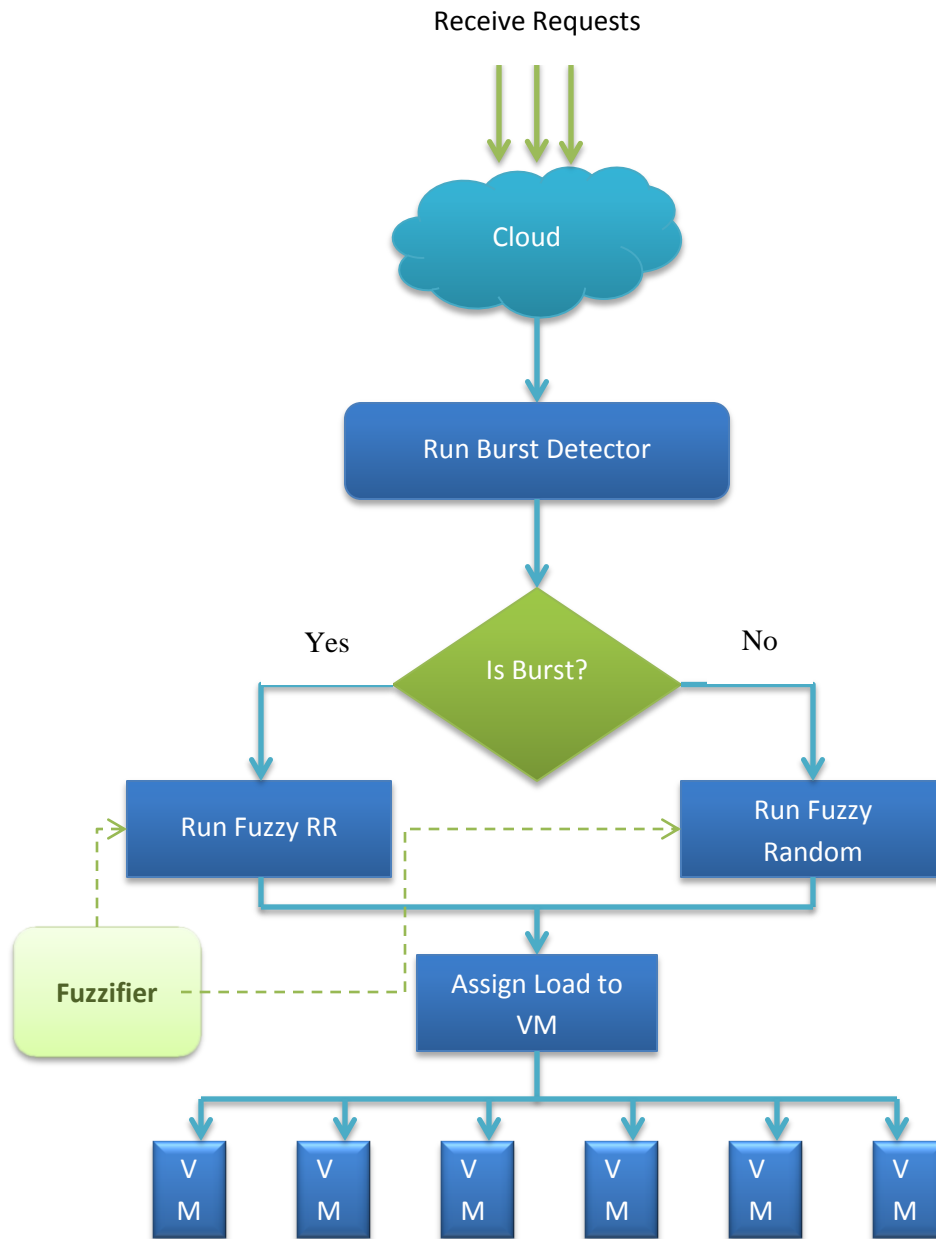 Receive Requests
Cloud
Run Burst Detector
Yes
No
Is Burst?
Run Fuzzy RR
Run Fuzzy
Random
Fuzzifier
Assign Load to
VM
V
M
V
M
V
M
V
M
V
M
V
M